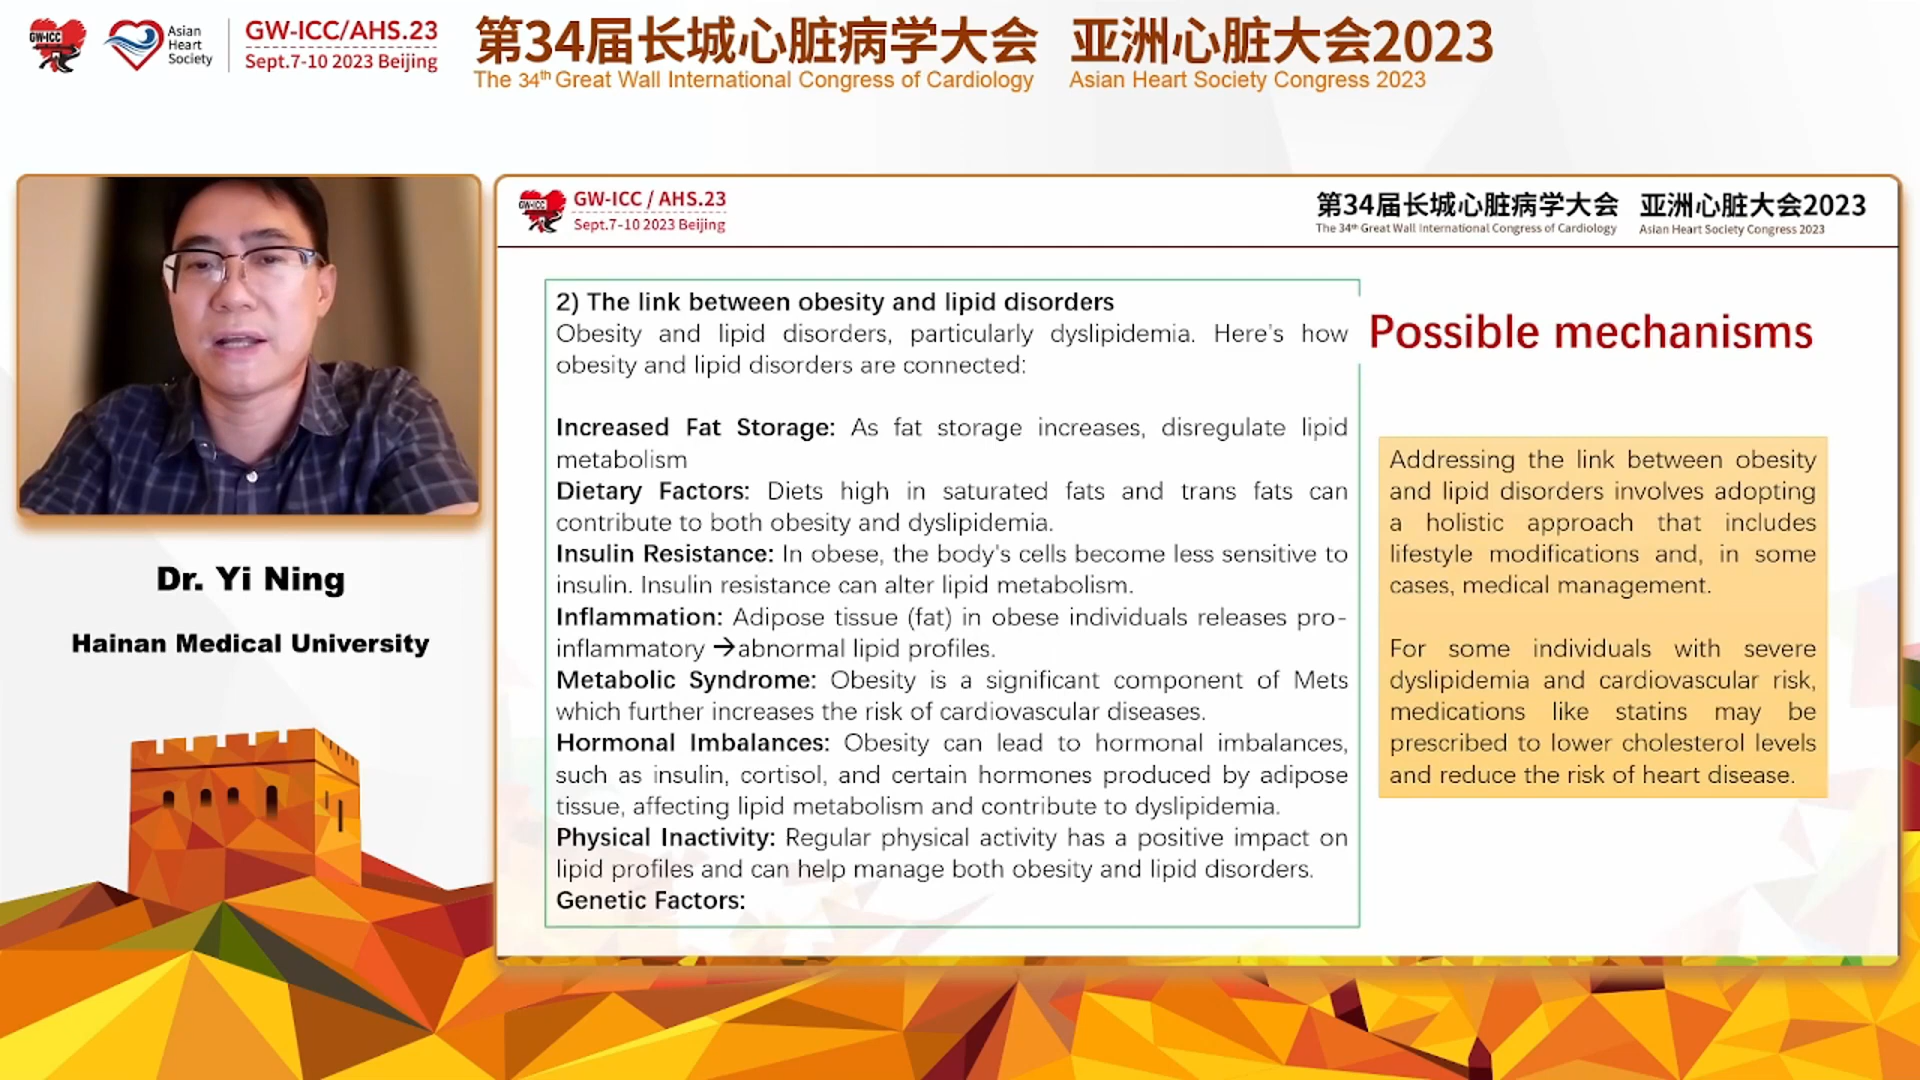 GW-ICC
Asian
Heart
Society
GW-ICC/AHS.23
Sept.7-10 2023 Beijing
第34届长城心脏病学大会 亚洲心脏大会2023
The 34th Great Wall International Congress of Cardiology Asian Heart Society Congress 2023
GW-ICC
GW-ICC / AHS.23
Sept.7-10 2023 Beijing
第34届长城心脏病学大会 亚洲心脏大会2023
The 34th Great Wall International Congress of Cardiology Asian Heart Society Congress 2023
Dr. Yi Ning
Hainan Medical University
2) The link between obesity and lipid disorders
Obesity and lipid disorders, particularly dyslipidemia. Here's how
obesity and lipid disorders are connected:
Increased Fat Storage: As fat storage increases, disregulate lipid
metabolism
Dietary Factors: Diets high in saturated fats and trans fats can
contribute to both obesity and dyslipidemia.
Insulin Resistance: In obese, the body's cells become less sensitive to
insulin. Insulin resistance can alter lipid metabolism.
Inflammation: Adipose tissue (fat) in obese individuals releases pro-
inflammatory →abnormal lipid profiles.
Metabolic Syndrome: Obesity is a significant component of Mets
which further increases the risk of cardiovascular diseases.
Hormonal Imbalances: Obesity can lead to hormonal imbalances,
such as insulin, cortisol, and certain hormones produced by adipose
tissue, affecting lipid metabolism and contribute to dyslipidemia.
Physical Inactivity: Regular physical activity has a positive impact on
lipid profiles and can help manage both obesity and lipid disorders.
Genetic Factors:
Possible mechanisms
Addressing the link between obesity
and lipid disorders involves adopting
a holistic approach that includes
lifestyle modifications and, in some
cases, medical management.
For some individuals with severe
dyslipidemia and cardiovascular risk,
medications like statins may be
prescribed to lower cholesterol levels
and reduce the risk of heart disease.